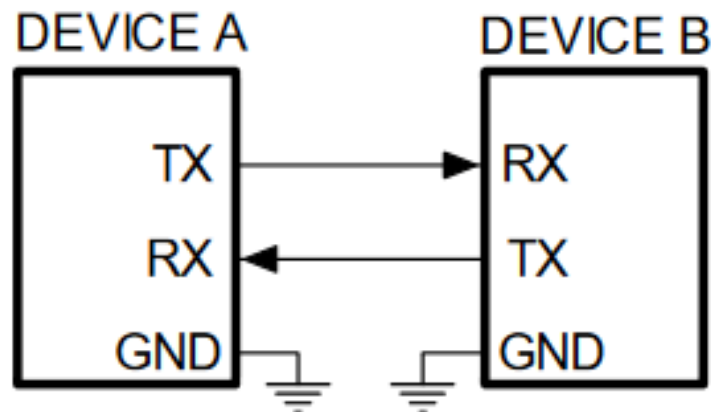 DEVICE A
DEVICE B
TX
RX
RX
TX
GND
GND